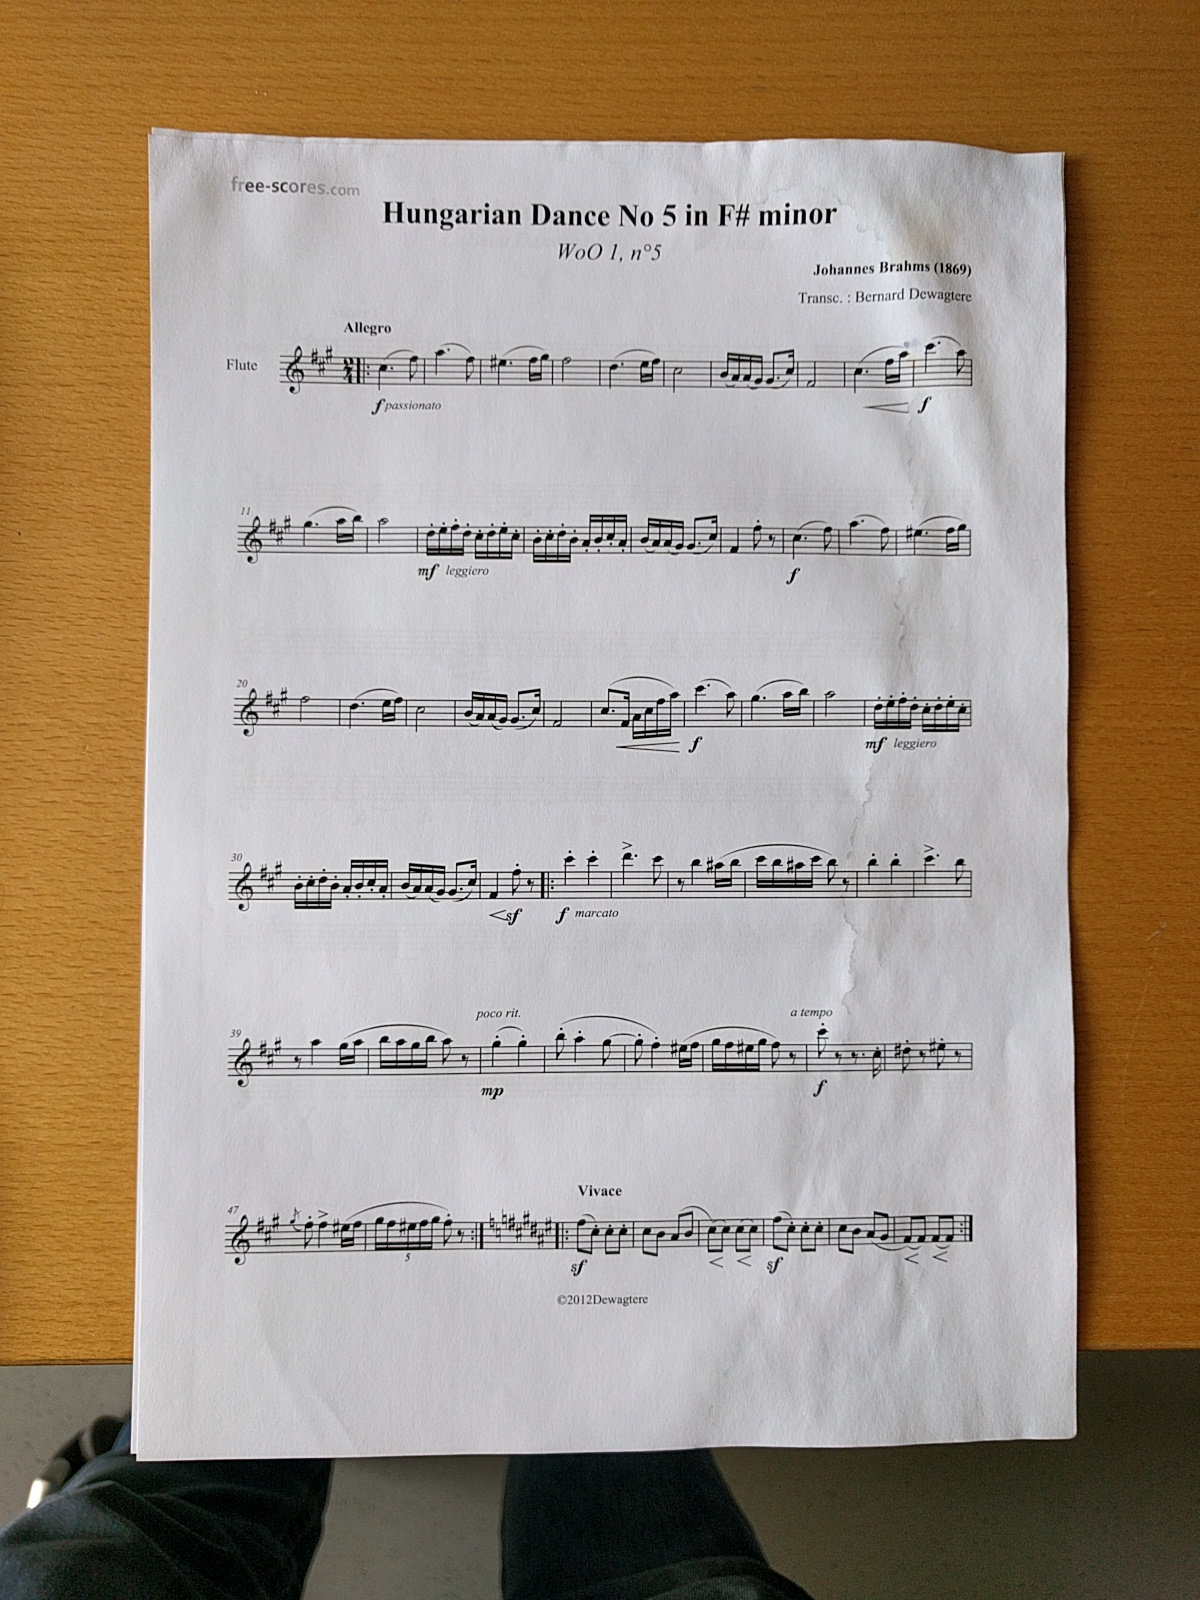 free-scores.com
Hungarian Dance No 5 in F# minor
WoO 1, n°5
Johannes Brahms (1869)
Transc. : Bernard Dewagtere
Allegro
Flute
2/4
f passionato
f
11
mf leggiero
f
20
f
mf leggiero
30
sf
f marcato
39
poco rit.
a tempo
mp
f
47
Vivace
5
sf
sf
©2012Dewagtere